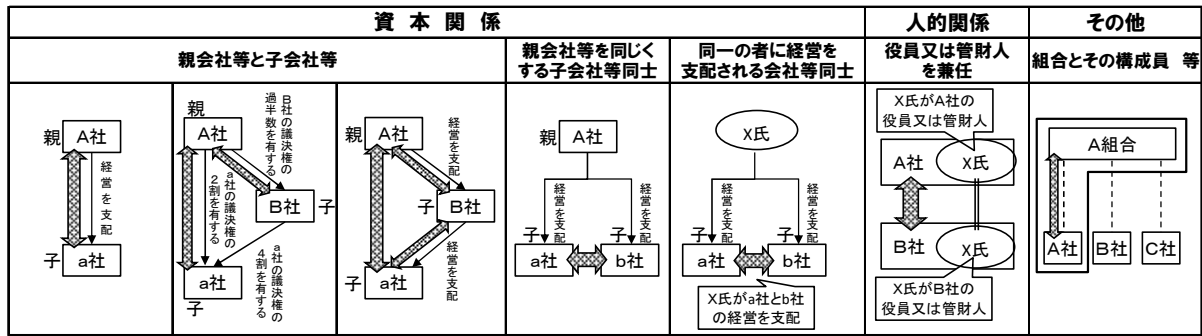 資 本 関 係
人的関係
その他
親会社等と子会社等
親会社等を同じく
する子会社等同士
同一の者に経営を
支配される会社等同士
役員又は管財人
を兼任
組合とその構成員 等
親
A社
経営を支配
子
a社
親
A社
B社の議決権の
過半数を有する
a社の議決権の
2割を有する
B社
子
a社の議決権の
4割を有する
a社
子
親
A社
経営を支配
子
B社
経営を支配
a社
親
A社
経営を支配
経営を支配
子
子
a社
b社
X氏
経営を支配
経営を支配
子
子
a社
b社
X氏がa社とb社
の経営を支配
X氏がA社の
役員又は管財人
A社
X氏
B社
X氏
X氏がB社の
役員又は管財人
A組合
A社
B社
C社